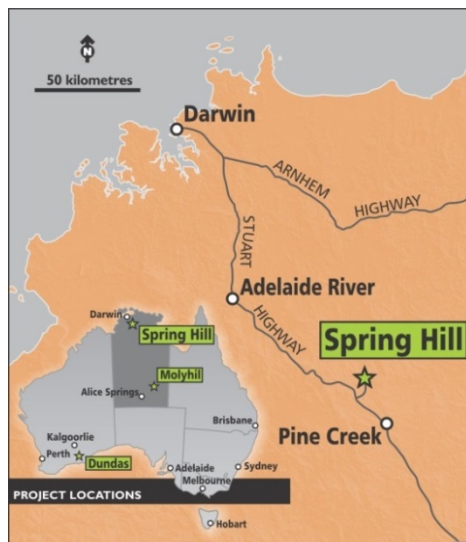 N
50 kilometres
Darwin
ARNHEM
HIGHWAY
STUART
Adelaide River
HIGHWAY
Spring Hill
Pine Creek
Darwin
Spring Hill
Molyhil
Alice Springs
Brisbane
Kalgoorlie
Perth
Dundas
Adelaide
Sydney
Melbourne
PROJECT LOCATIONS
Hobart